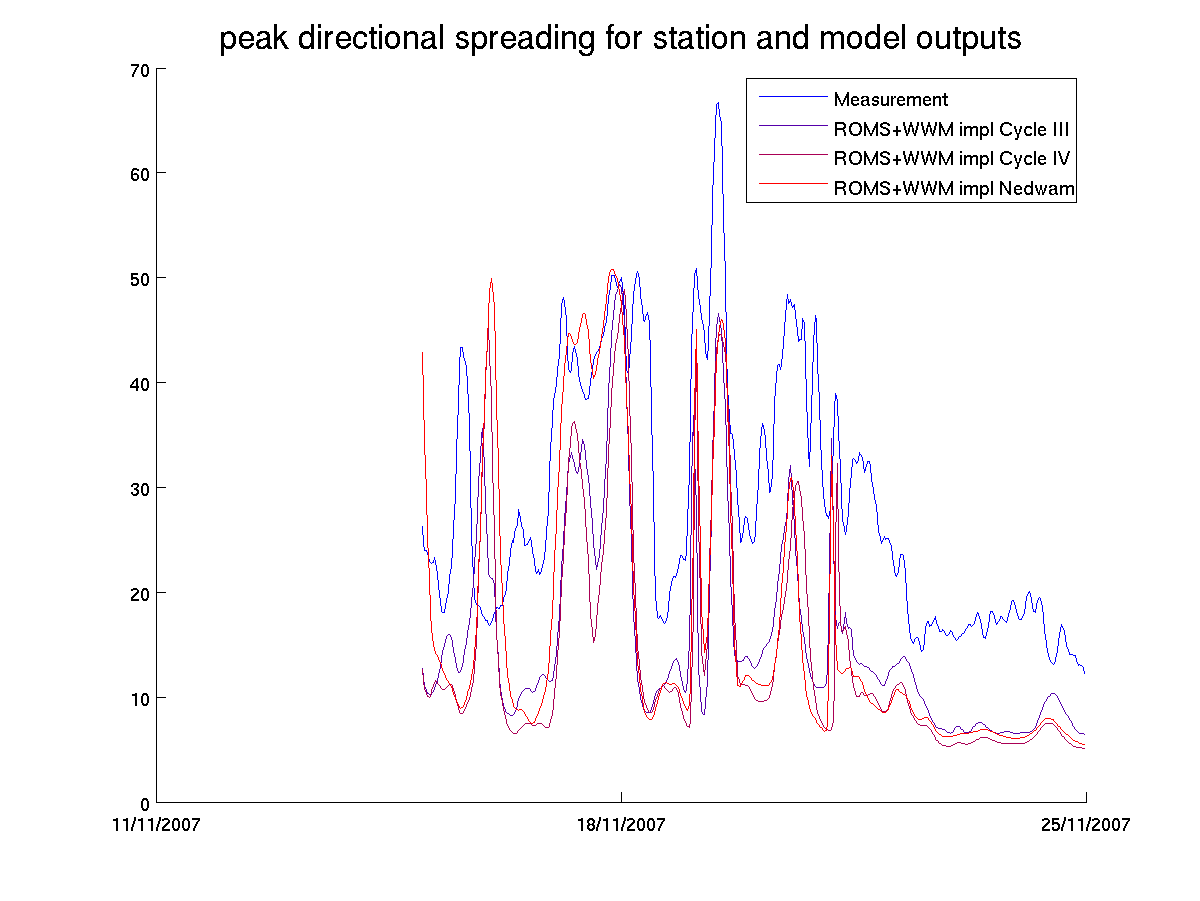 peak directional spreading for station and model outputs
70
60
50
40
30
20
10
0
Measurement
ROMS+WWM impl Cycle III
ROMS+WWM impl Cycle IV
ROMS+WWM impl Nedwam
11/11/2007
18/11/2007
25/11/2007